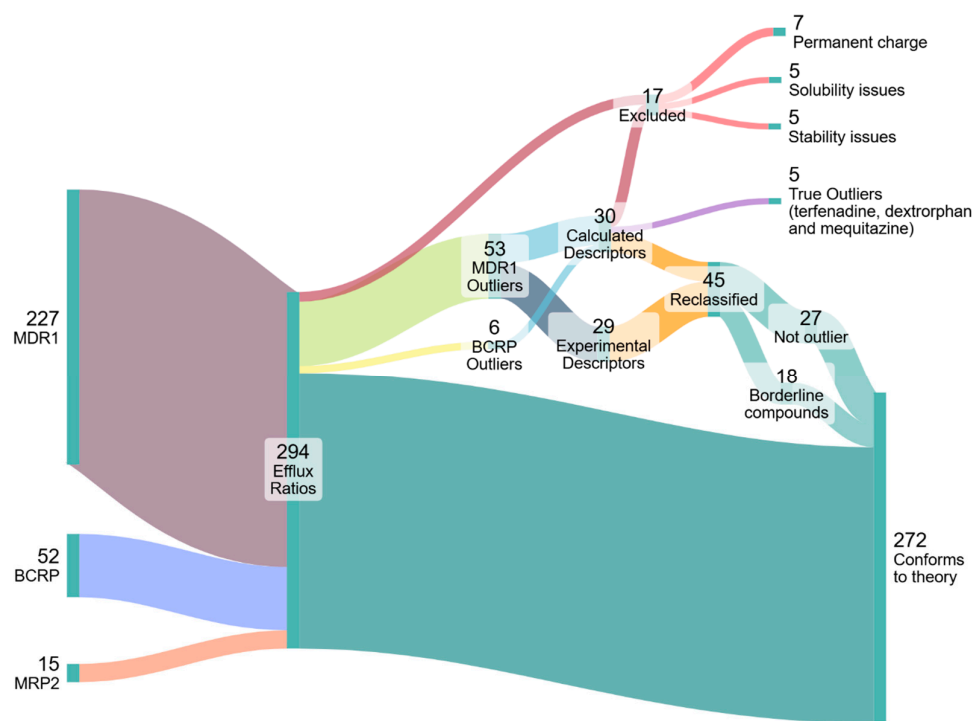 7
Permanent charge
5
Solubility issues
5
Stability issues
17
Excluded
5
True Outliers
(terfenadine, dextrorphan
and mequitazine)
30
Calculated
Descriptors
53
MDR1
Outliers
45
Reclassified
227
MDR1
6
BCRP
Outliers
29
Experimental
Descriptors
27
Not outlier
18
Borderline
compounds
294
Efflux
Ratios
272
Conforms
to theory
52
BCRP
15
MRP2